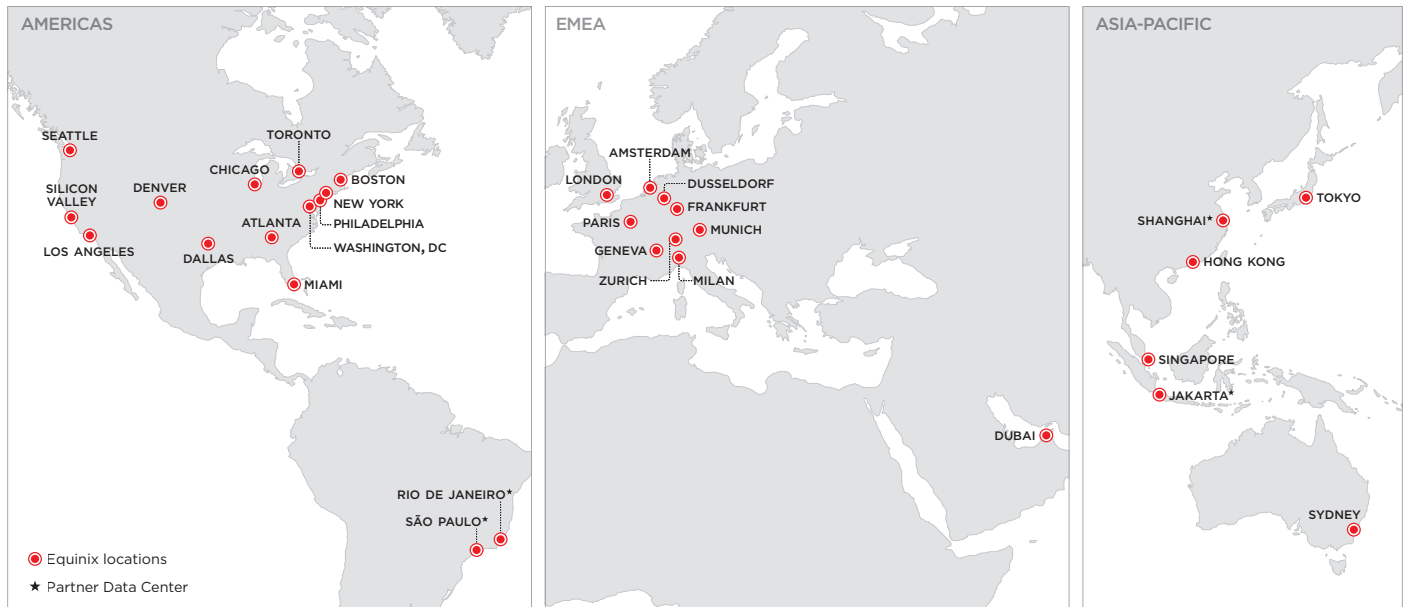 AMERICAS
SEATTLE
TORONTO
CHICAGO
BOSTON
SILICON
VALLEY
DENVER
NEW YORK
PHILADELPHIA
ATLANTA
WASHINGTON, DC
LOS ANGELES
DALLAS
MIAMI
RIO DE JANEIRO★
SÃO PAULO★
Equinix locations
★ Partner Data Center
EMEA
AMSTERDAM
LONDON
DUSSELDORF
FRANKFURT
PARIS
MUNICH
GENEVA
ZURICH
MILAN
DUBAI
ASIA-PACIFIC
TOKYO
SHANGHAI★
HONG KONG
SINGAPORE
JAKARTA★
SYDNEY